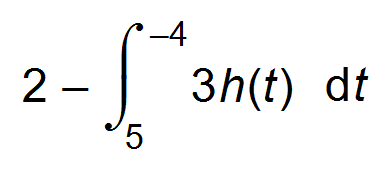 2 – ∫₅⁻⁴ 3h(t) dt